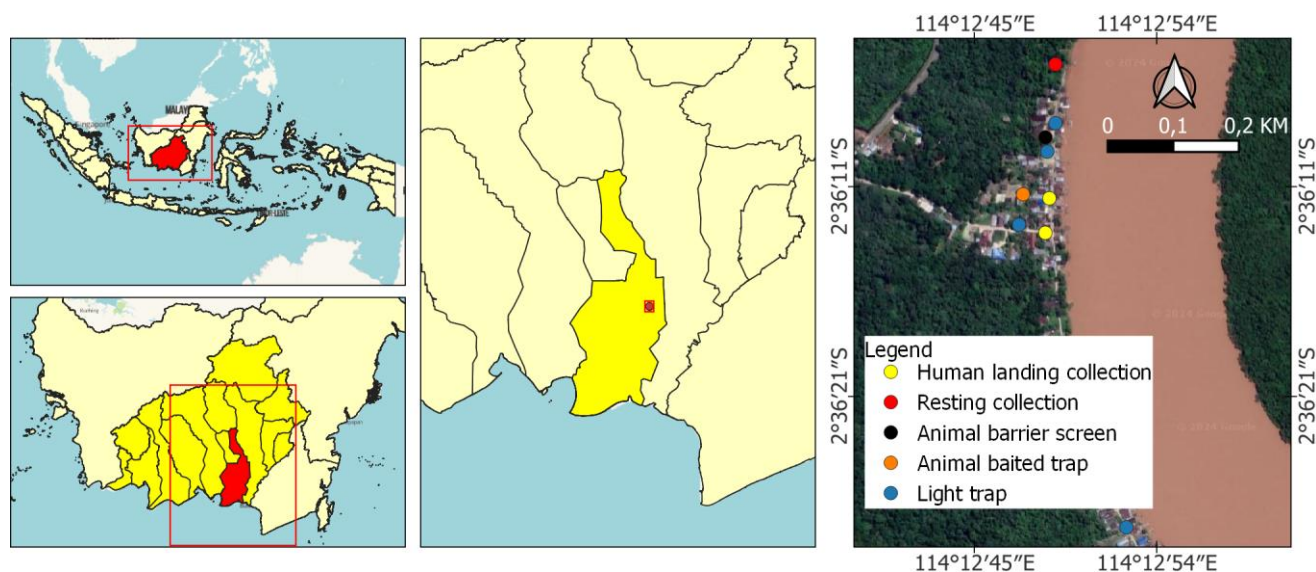 114°12′45″E 114°12′54″E
MALAY
Singapore
0 0,1 0,2 KM
2°36′11″S 2°36′11″S
Legend
Human landing collection
Resting collection
Animal barrier screen
Animal baited trap
Light trap
2°36′21″S 2°36′21″S
114°12′45″E 114°12′54″E